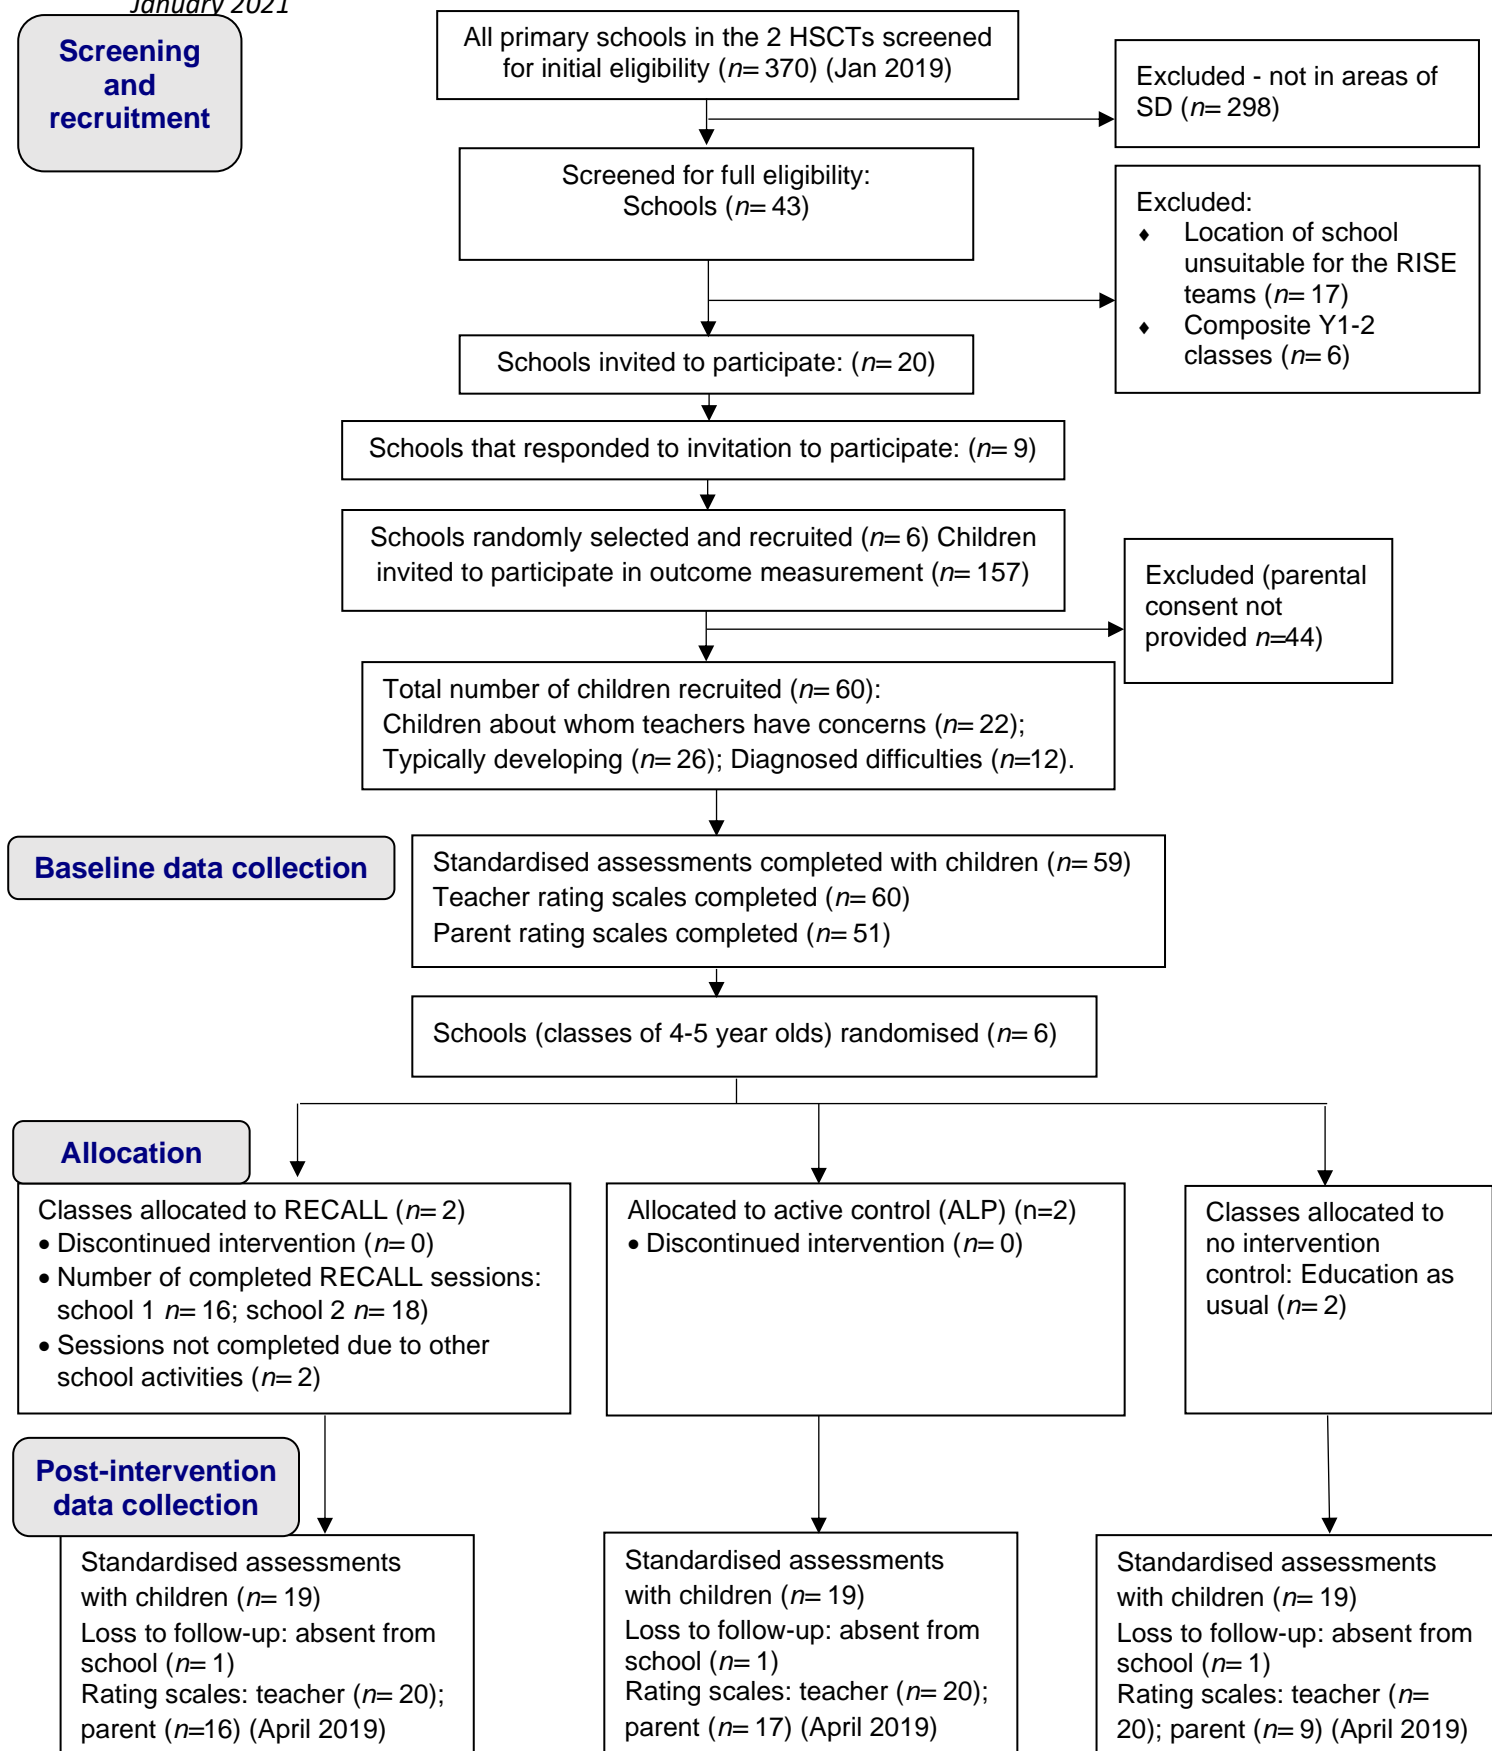 January 2021
Screening
and
recruitment
All primary schools in the 2 HSCTs screened
for initial eligibility (n= 370) (Jan 2019)
Excluded - not in areas of
SD (n= 298)
Screened for full eligibility:
Schools (n= 43)
Excluded:
♦ Location of school
unsuitable for the RISE
teams (n= 17)
♦ Composite Y1-2
classes (n= 6)
Schools invited to participate: (n= 20)
Schools that responded to invitation to participate: (n= 9)
Schools randomly selected and recruited (n= 6) Children
invited to participate in outcome measurement (n= 157)
Excluded (parental
consent not
provided n=44)
Total number of children recruited (n= 60):
Children about whom teachers have concerns (n= 22);
Typically developing (n= 26); Diagnosed difficulties (n=12).
Baseline data collection
Standardised assessments completed with children (n= 59)
Teacher rating scales completed (n= 60)
Parent rating scales completed (n= 51)
Schools (classes of 4-5 year olds) randomised (n= 6)
Allocation
Classes allocated to RECALL (n= 2)
• Discontinued intervention (n= 0)
• Number of completed RECALL sessions:
school 1 n= 16; school 2 n= 18)
• Sessions not completed due to other
school activities (n= 2)
Allocated to active control (ALP) (n=2)
• Discontinued intervention (n= 0)
Classes allocated to
no intervention
control: Education as
usual (n= 2)
Post-intervention
data collection
Standardised assessments
with children (n= 19)
Loss to follow-up: absent from
school (n= 1)
Rating scales: teacher (n= 20);
parent (n=16) (April 2019)
Standardised assessments
with children (n= 19)
Loss to follow-up: absent from
school (n= 1)
Rating scales: teacher (n= 20);
parent (n= 17) (April 2019)
Standardised assessments
with children (n= 19)
Loss to follow-up: absent from
school (n= 1)
Rating scales: teacher (n=
20); parent (n= 9) (April 2019)